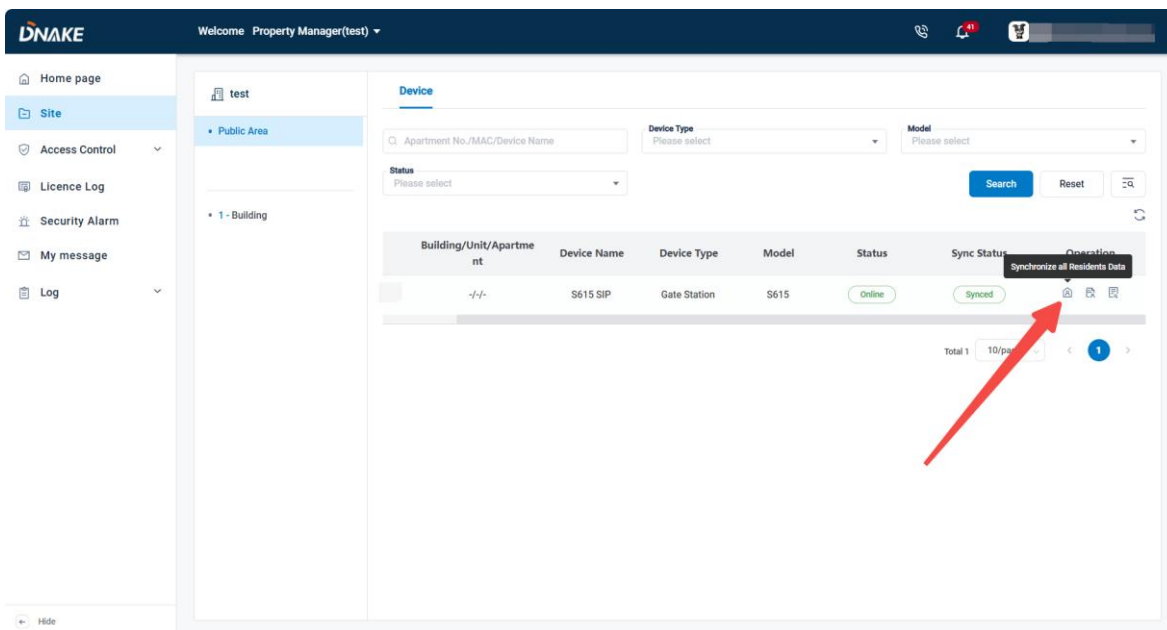 DNAKE
Welcome Property Manager(test)
41
Home page
Site
Access Control
Licence Log
Security Alarm
My message
Log
Hide
test
Public Area
1 - Building
Device
Apartment No./MAC/Device Name
Device Type
Please select
Model
Please select
Status
Please select
Search
Reset
Building/Unit/Apartme
nt
Device Name
Device Type
Model
Status
Sync Status
Operation
Synchronize all Residents Data
-/-/-
S615 SIP
Gate Station
S615
Online
Synced
Total 1
1